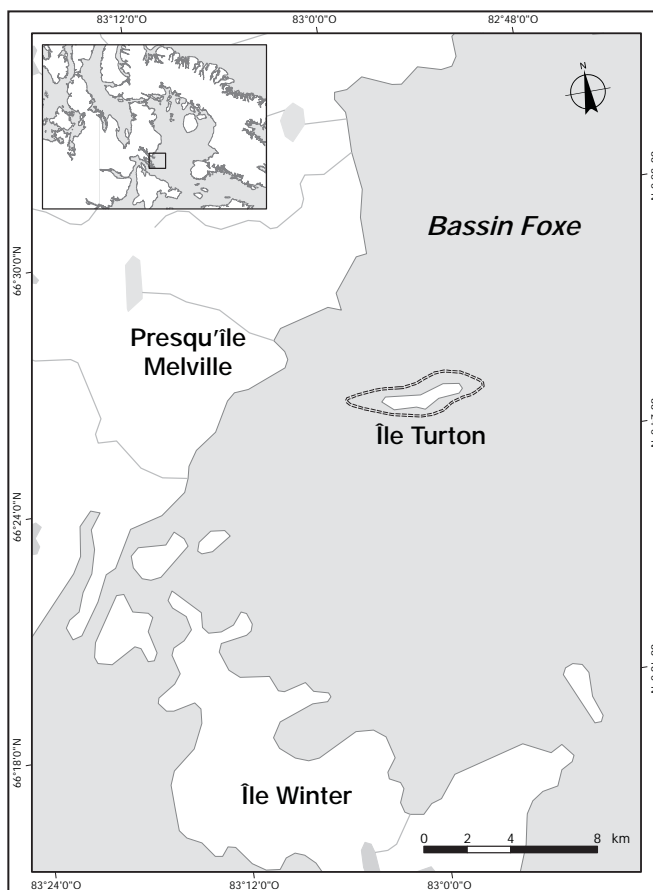 83°12'0"O
83°0'0"O
82°48'0"O
N
Bassin Foxe
66°30'0"N
Presqu'île
Melville
Île Turton
66°24'0"N
66°18'0"N
Île Winter
0 2 4 8 km
83°24'0"O
83°12'0"O
83°0'0"O